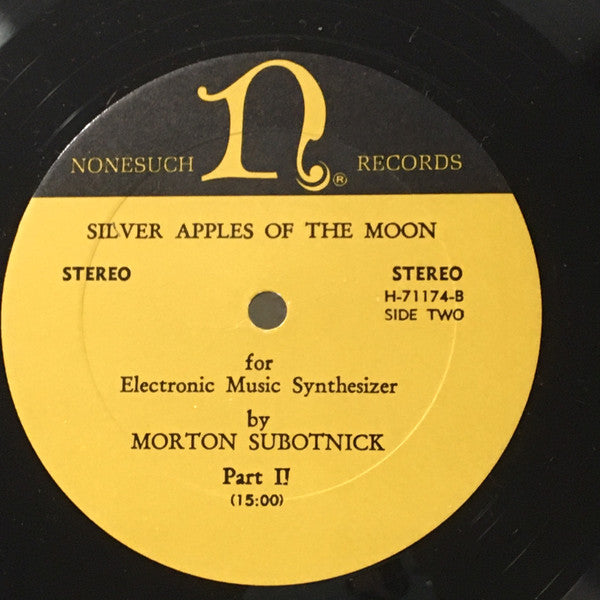 NONESUCH n® RECORDS
SILVER APPLES OF THE MOON
STEREO STEREO
H-71174-B
SIDE TWO
for
Electronic Music Synthesizer
by
MORTON SUBOTNICK
Part II
(15:00)